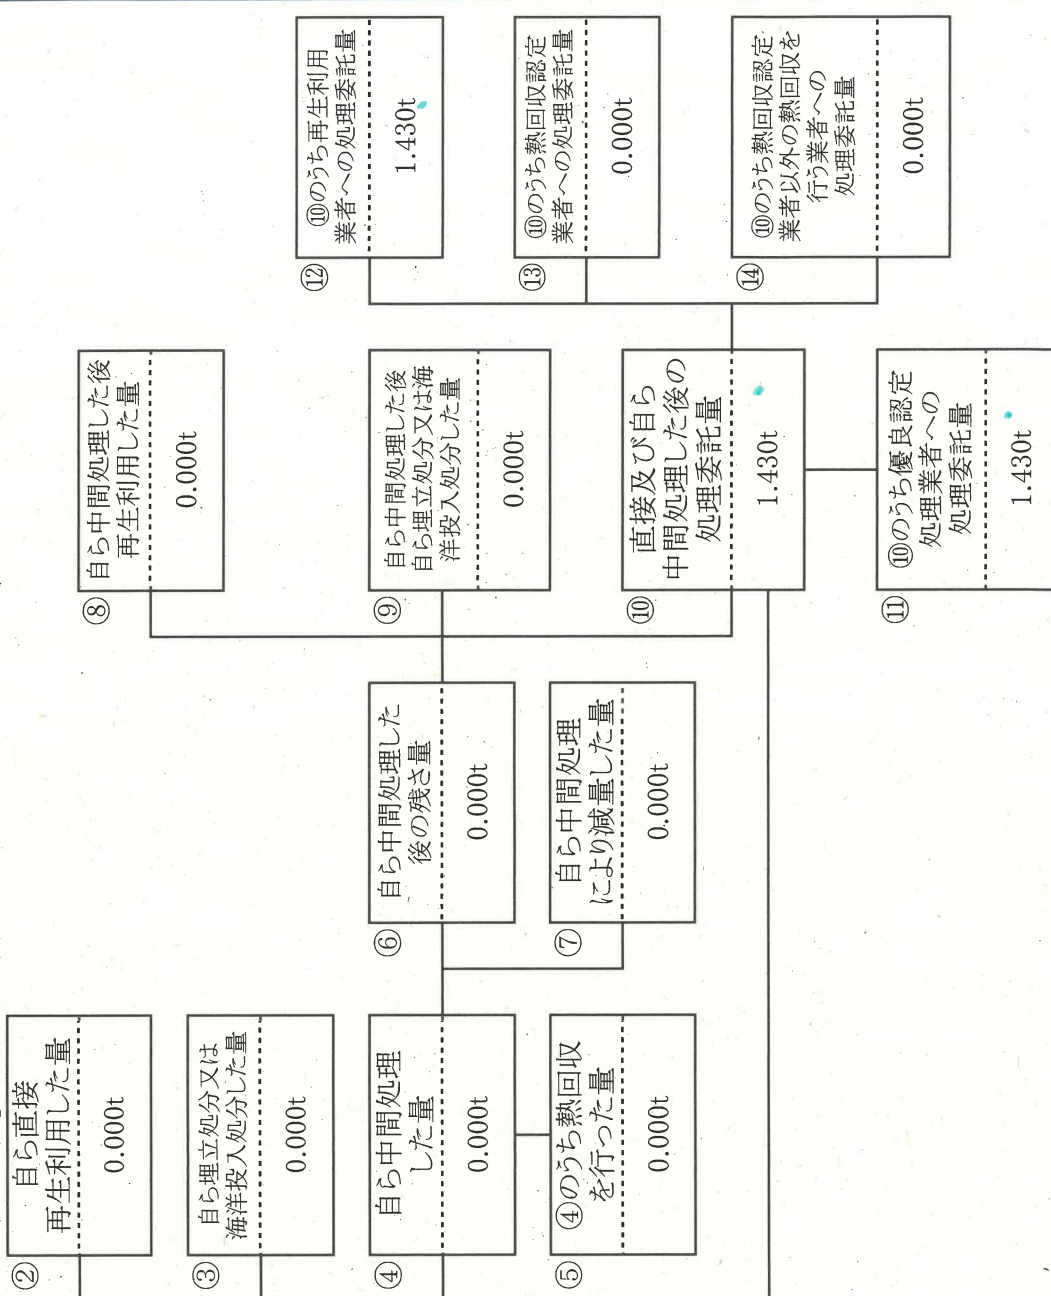 ②
自ら直接
再生利用した量
0.000t
③
自ら埋立処分又は
海洋投入処分した量
0.000t
④
自ら中間処理
した量
0.000t
⑤
④のうち熱回収
を行った量
0.000t
⑥
自ら中間処理した
後の残さ量
0.000t
⑦
自ら中間処理
により減量した量
0.000t
⑧
自ら中間処理した後
再生利用した量
0.000t
⑨
自ら中間処理した後
自ら埋立処分又は海
洋投入処分した量
0.000t
⑩
直接及び自ら
中間処理した後の
処理委託量
1.430t
⑪
⑩のうち優良認定
処理業者への
処理委託量
1.430t
⑫
⑩のうち再生利用
業者への処理委託量
1.430t
⑬
⑩のうち熱回収認定
業者への処理委託量
0.000t
⑭
⑩のうち熱回収認定
業者以外の熱回収を
行う業者への
処理委託量
0.000t